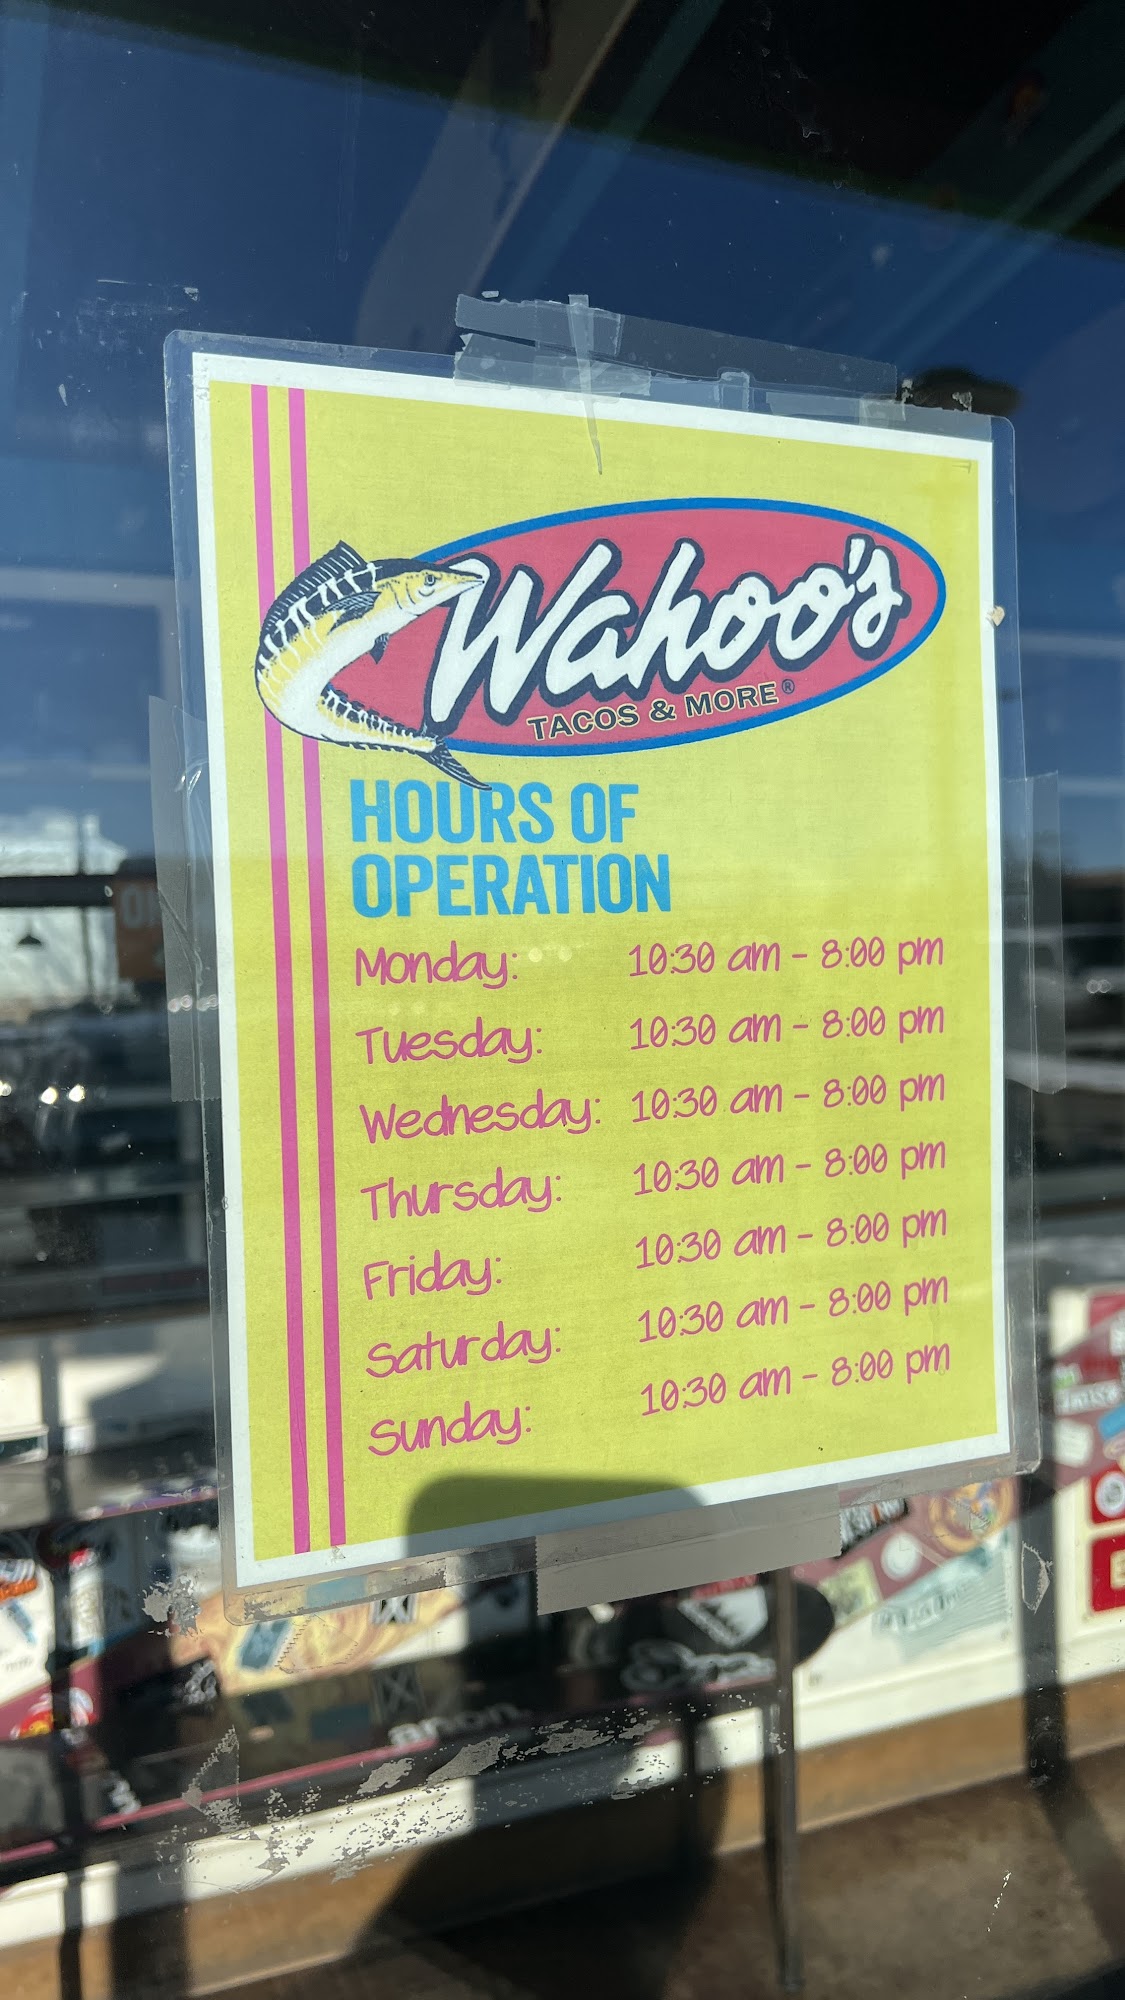 Wahoo's
TACOS & MORE®
HOURS OF
OPERATION
Monday: 10:30 am - 8:00 pm
Tuesday: 10:30 am - 8:00 pm
Wednesday: 10:30 am - 8:00 pm
Thursday: 10:30 am - 8:00 pm
Friday: 10:30 am - 8:00 pm
Saturday: 10:30 am - 8:00 pm
Sunday: 10:30 am - 8:00 pm